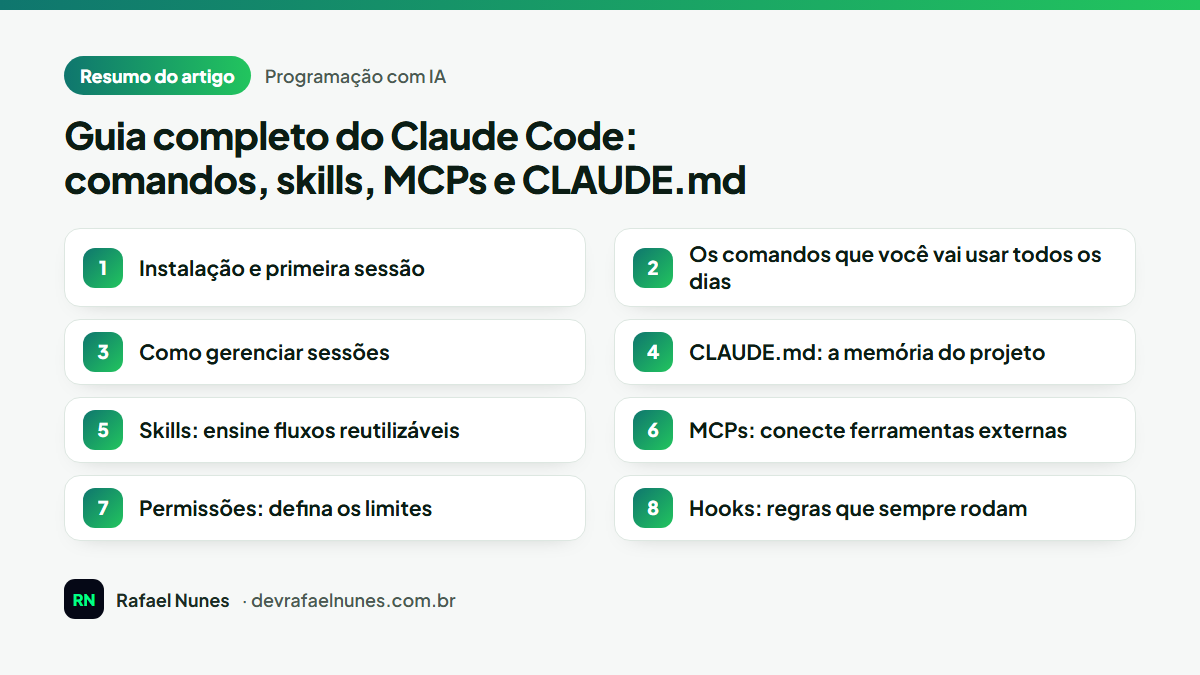 Resumo do artigo
Programação com IA
Guia completo do Claude Code:
comandos, skills, MCPs e CLAUDE.md
1 Instalação e primeira sessão
2 Os comandos que você vai usar todos os
dias
3 Como gerenciar sessões
4 CLAUDE.md: a memória do projeto
5 Skills: ensine fluxos reutilizáveis
6 MCPs: conecte ferramentas externas
7 Permissões: defina os limites
8 Hooks: regras que sempre rodam
RN Rafael Nunes · devrafaelnunes.com.br